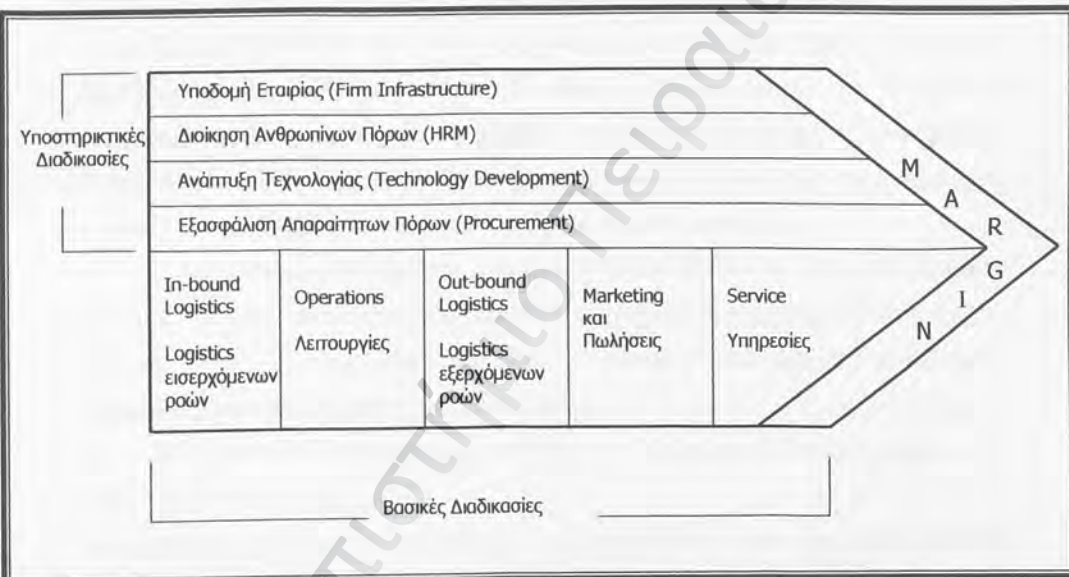 Υποστηρικτικές
Διαδικασίες
Υποδομή Εταιρίας (Firm Infrastructure)
Διοίκηση Ανθρωπίνων Πόρων (HRM)
Ανάπτυξη Τεχνολογίας (Technology Development)
Εξασφάλιση Απαραίτητων Πόρων (Procurement)
In-bound
Logistics
Logistics
εισερχόμενων
ροών
Operations
Λειτουργίες
Out-bound
Logistics
Logistics
εξερχόμενων
ροών
Marketing
και
Πωλήσεις
Service
Υπηρεσίες
MARGIN
Βασικές Διαδικασίες